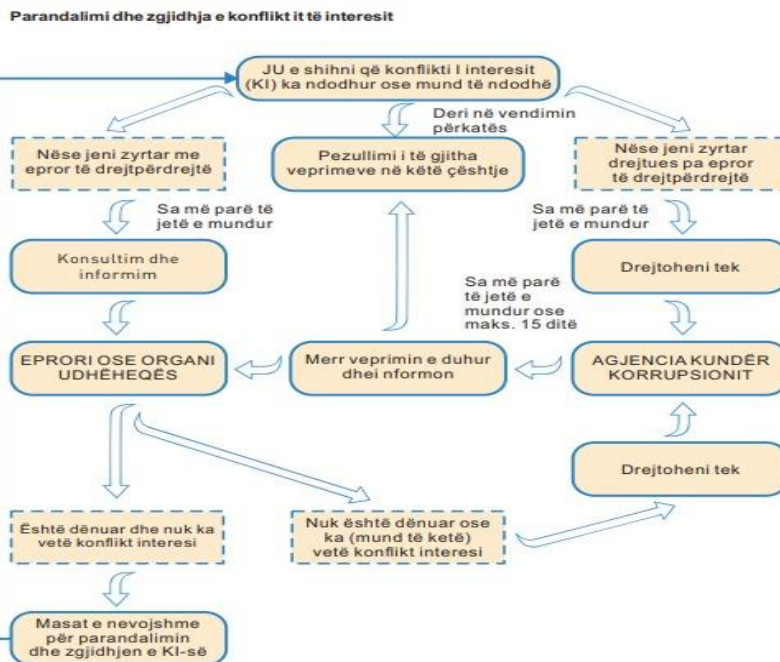 Parandalimi dhe zgjidhja e konflikt it të interesit
JU e shihni që konflikti I interesit
(KI) ka ndodhur ose mund të ndodhë
Deri në vendimin
përkatës
Nëse jeni zyrtar me
epror të drejtpërdrejtë
Pezullimi i të gjitha
veprimeve në këtë çështje
Nëse jeni zyrtar
drejtues pa epror
të drejtpërdrejtë
Sa më parë të
jetë e mundur
Sa më parë të
jetë e mundur
Konsultim dhe
informim
Drejtoheni tek
Sa më parë
të jetë e
mundur ose
maks. 15 ditë
EPRORI OSE ORGANI
UDHËHEQËS
Merr veprimin e duhur
dhei nformon
AGJENCIA KUNDËR
KORRUPSIONIT
Drejtoheni tek
Është dënuar dhe nuk ka
vetë konflikt interesi
Nuk është dënuar ose
ka (mund të ketë)
vetë konflikt interesi
Masat e nevojshme
për parandalimin
dhe zgjidhjen e KI-së